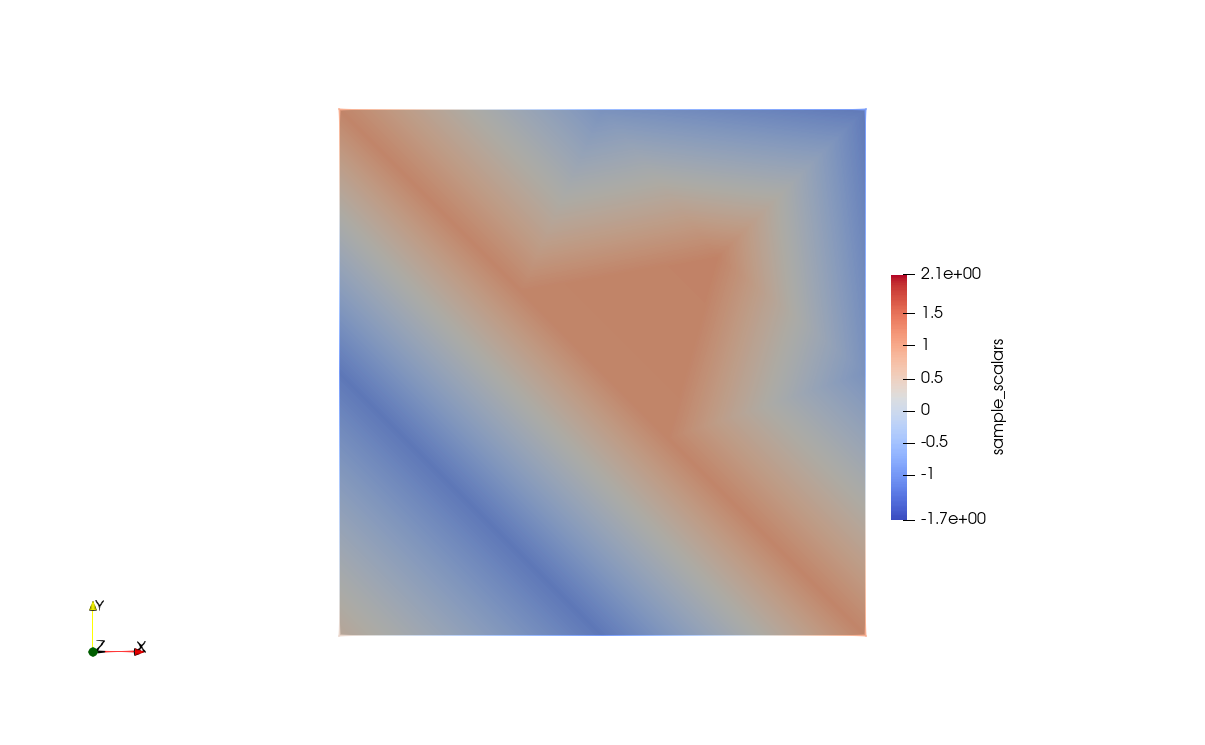 2.1e+00
1.5
1
0.5
0
-0.5
-1
-1.7e+00
sample_scalars
Y
Z
X